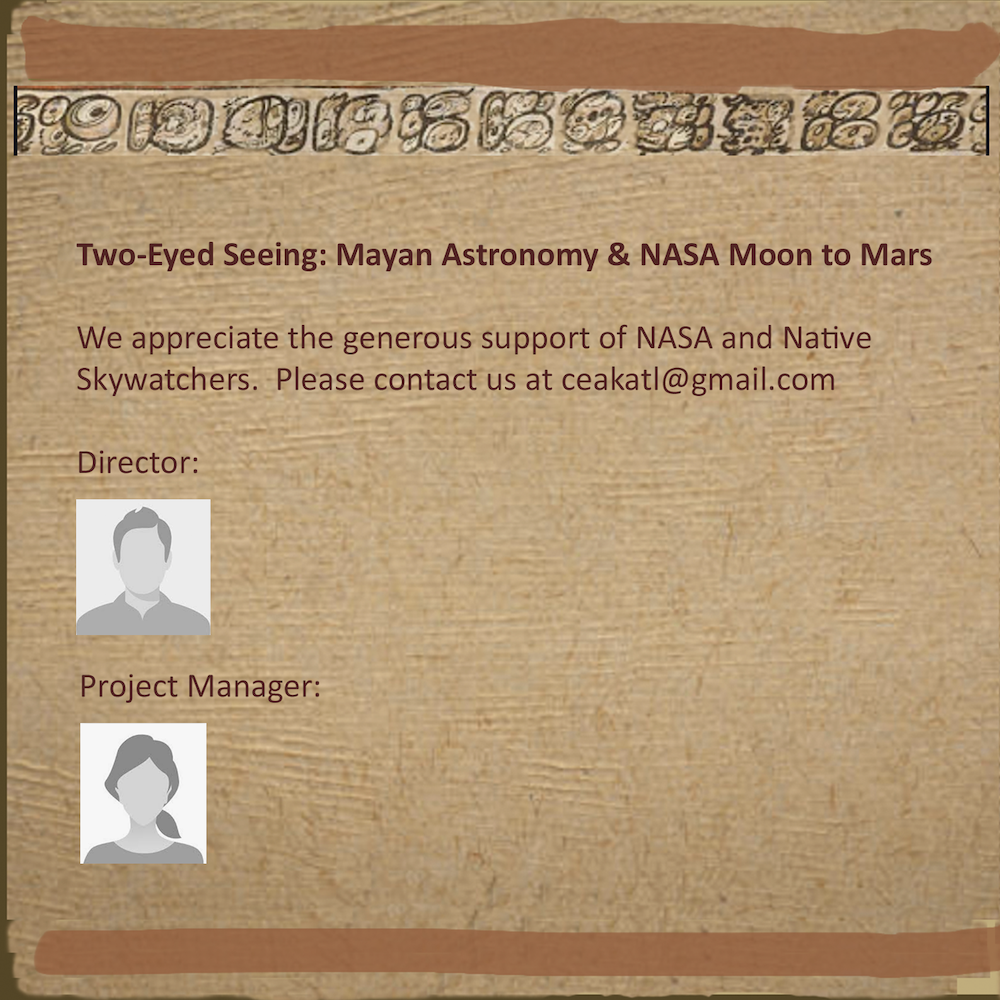 Two-Eyed Seeing: Mayan Astronomy & NASA Moon to Mars
We appreciate the generous support of NASA and Native
Skywatchers.  Please contact us at ceakatl@gmail.com
Director:
Project Manager: